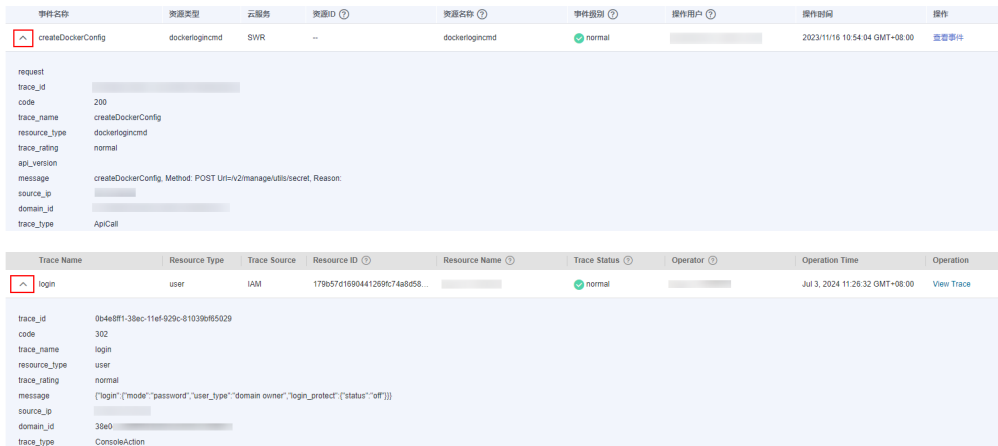 事件名称 资源类型 云服务 资源ID ? 资源名称 ? 事件级别 ? 操作用户 ? 操作时间 操作
createDockerConfig dockerlogincmd SWR -- dockerlogincmd normal 2023/11/16 10:54:04 GMT+08:00 查看事件
request
trace_id
code 200
trace_name createDockerConfig
resource_type dockerlogincmd
trace_rating normal
api_version
message createDockerConfig, Method: POST Url=/v2/manage/utils/secret, Reason:
source_ip
domain_id
trace_type ApiCall
Trace Name Resource Type Trace Source Resource ID ? Resource Name ? Trace Status ? Operator ? Operation Time Operation
login user IAM 179b57d1690441269fc74a8d58... normal Jul 3, 2024 11:26:32 GMT+08:00 View Trace
trace_id 0b4e8ff1-38ec-11ef-929c-81039bf65029
code 302
trace_name login
resource_type user
trace_rating normal
message {"login":{"mode":"password","user_type":"domain owner","login_protect":{"status":"off"}}}
source_ip
domain_id 38e0
trace_type ConsoleAction